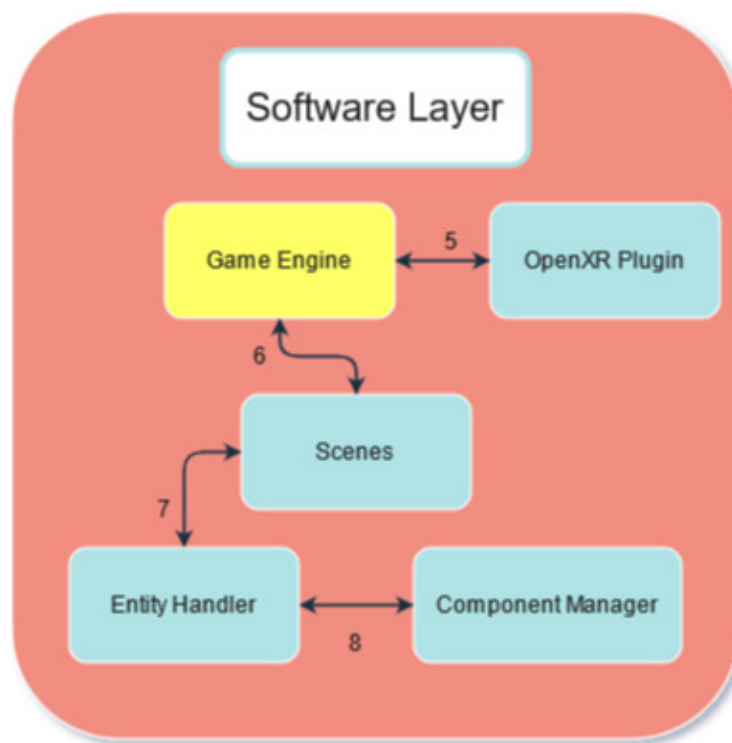 Software Layer
Game Engine
5
OpenXR Plugin
6
Scenes
7
Entity Handler
8
Component Manager